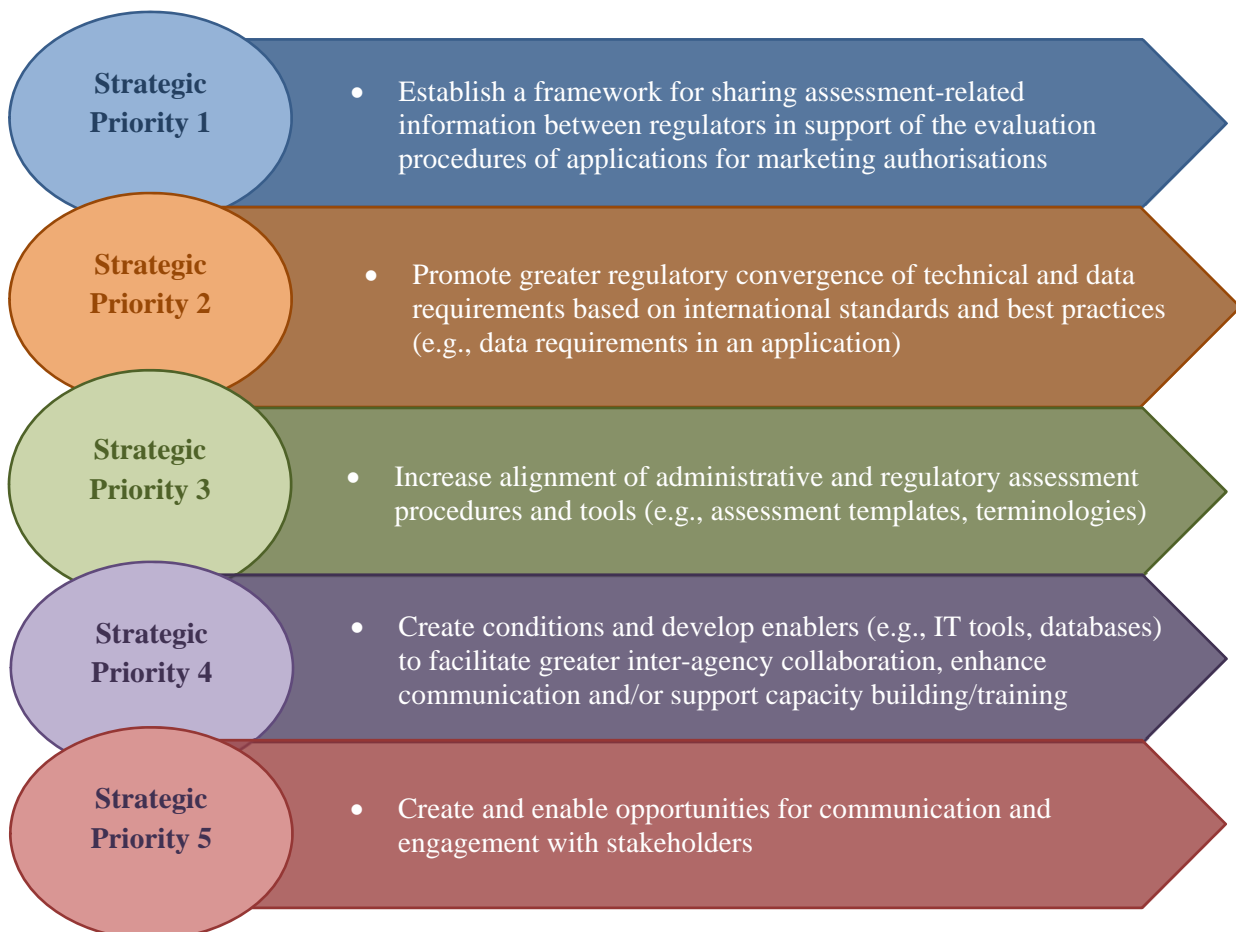 Strategic
Priority 1
• Establish a framework for sharing assessment-related
information between regulators in support of the evaluation
procedures of applications for marketing authorisations
Strategic
Priority 2
• Promote greater regulatory convergence of technical and data
requirements based on international standards and best practices
(e.g., data requirements in an application)
Strategic
Priority 3
• Increase alignment of administrative and regulatory assessment
procedures and tools (e.g., assessment templates, terminologies)
Strategic
Priority 4
• Create conditions and develop enablers (e.g., IT tools, databases)
to facilitate greater inter-agency collaboration, enhance
communication and/or support capacity building/training
Strategic
Priority 5
• Create and enable opportunities for communication and
engagement with stakeholders